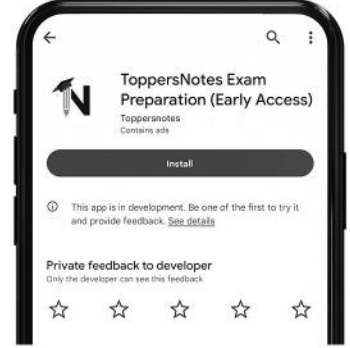 ToppersNotes Exam
Preparation (Early Access)
Toppersnotes
Contains ads
Install
This app is in development. Be one of the first to try it
and provide feedback. See details
Private feedback to developer
Only the developer can see this feedback